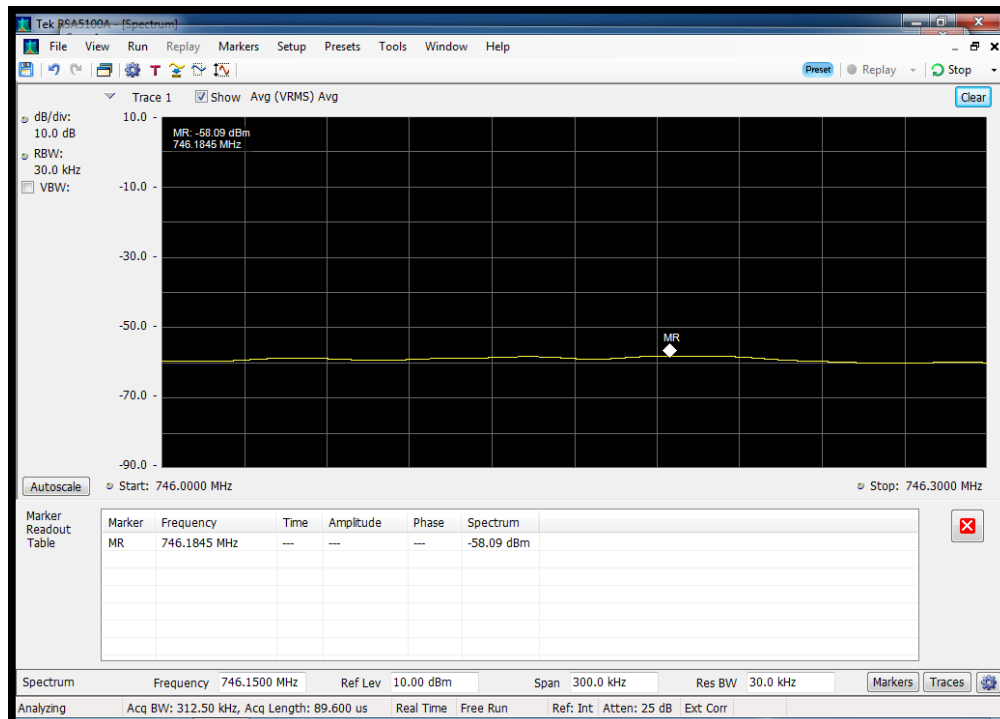 Tek RSA5100A - [Spectrum]
File View Run Replay Markers Setup Presets Tools Window Help
T Preset Replay Stop
Trace 1 Show Avg (VRMS) Avg Clear
dB/div:
10.0 dB
RBW:
30.0 kHz
VBW:
10.0
-10.0
-30.0
-50.0
-70.0
-90.0
MR: -58.09 dBm
746.1845 MHz
MR
Autoscale Start: 746.0000 MHz Stop: 746.3000 MHz
Marker
Readout
Table
Marker Frequency Time Amplitude Phase Spectrum
MR 746.1845 MHz --- --- --- -58.09 dBm
Spectrum Frequency 746.1500 MHz Ref Lev 10.00 dBm Span 300.0 kHz Res BW 30.0 kHz Markers Traces
Analyzing Acq BW: 312.50 kHz, Acq Length: 89.600 us Real Time Free Run Ref: Int Atten: 25 dB Ext Corr